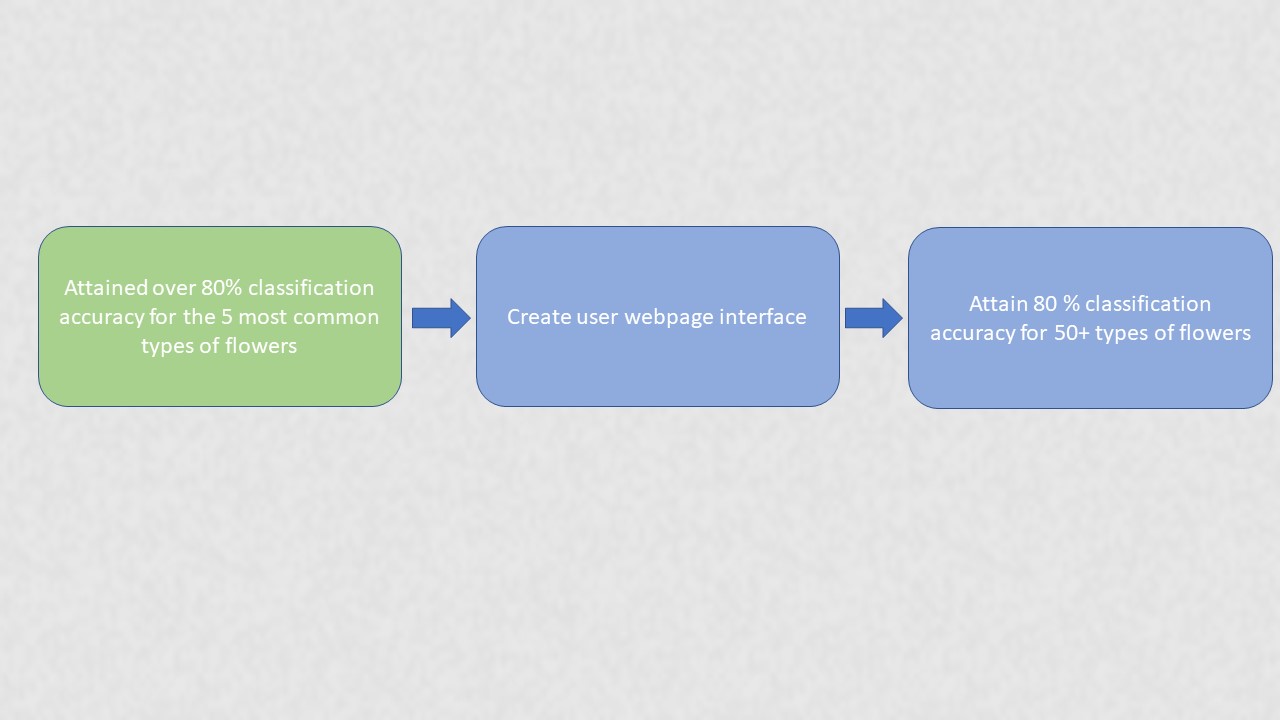 Attained over 80% classification
accuracy for the 5 most common
types of flowers
Create user webpage interface
Attain 80 % classification
accuracy for 50+ types of flowers